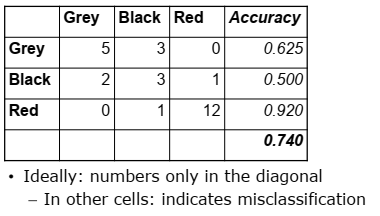 Grey Black Red Accuracy
Grey 5 3 0 0.625
Black 2 3 1 0.500
Red 0 1 12 0.920
0.740
• Ideally: numbers only in the diagonal
– In other cells: indicates misclassification